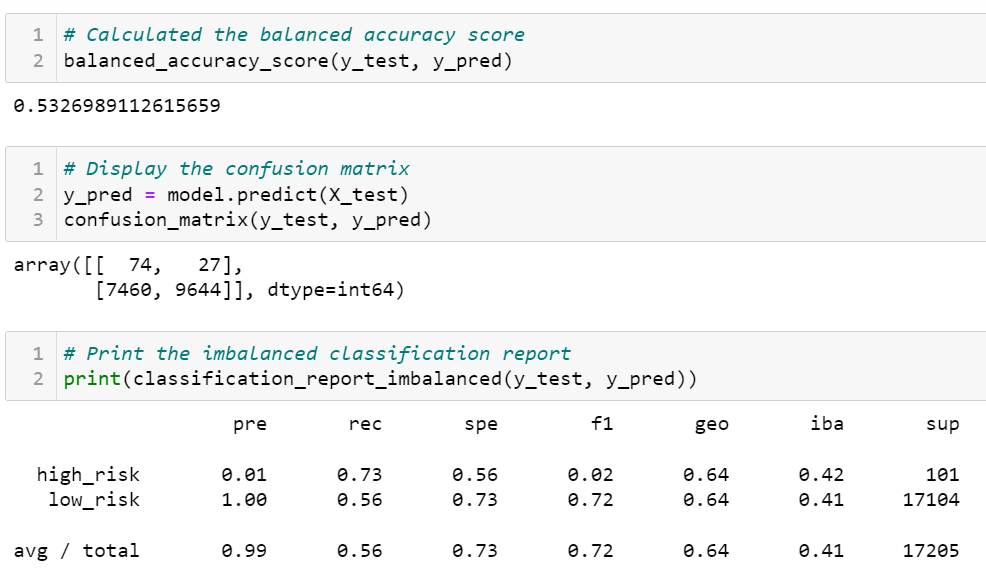 1 # Calculated the balanced accuracy score
2 balanced_accuracy_score(y_test, y_pred)
0.5326989112615659
1 # Display the confusion matrix
2 y_pred = model.predict(X_test)
3 confusion_matrix(y_test, y_pred)
array([[  74,   27],
       [7460, 9644]], dtype=int64)
1 # Print the imbalanced classification report
2 print(classification_report_imbalanced(y_test, y_pred))
                   pre       rec       spe        f1       geo       iba       sup
  high_risk       0.01      0.73      0.56      0.02      0.64      0.42       101
   low_risk       1.00      0.56      0.73      0.72      0.64      0.41     17104
avg / total       0.99      0.56      0.73      0.72      0.64      0.41     17205